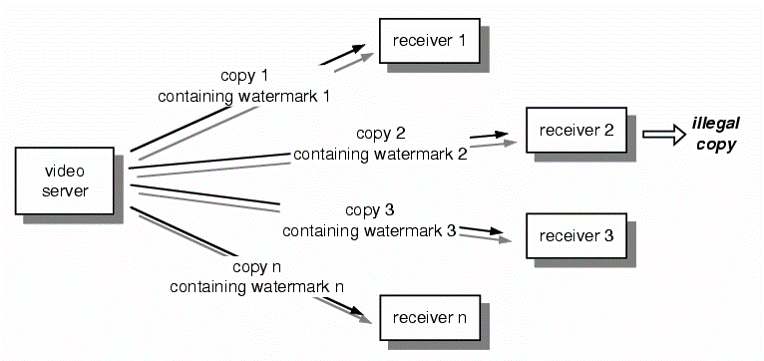 receiver 1
copy 1
containing watermark 1
receiver 2
illegal
copy
copy 2
containing watermark 2
video
server
copy 3
containing watermark 3
receiver 3
copy n
containing watermark n
receiver n